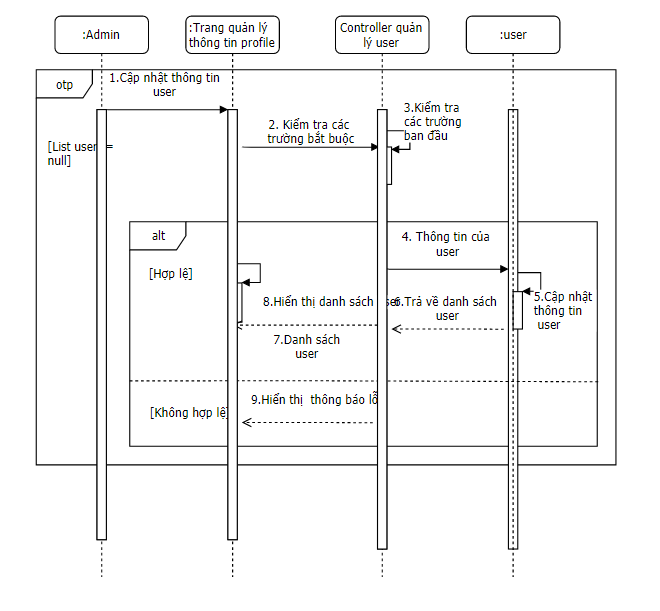 :Admin
:Trang quản lý
thông tin profile
Controller quản
lý user
:user
otp
1.Cập nhật thông tin
user
[List user =
null]
2. Kiểm tra các
trường bắt buộc
3.Kiểm tra
các trường
ban đầu
alt
[Hợp lệ]
4. Thông tin của
user
5.Cập nhật
thông tin
user
6.Trả về danh sách
user
8.Hiển thị danh sách user
7.Danh sách
user
9.Hiển thị thông báo lỗ
[Không hợp lệ]